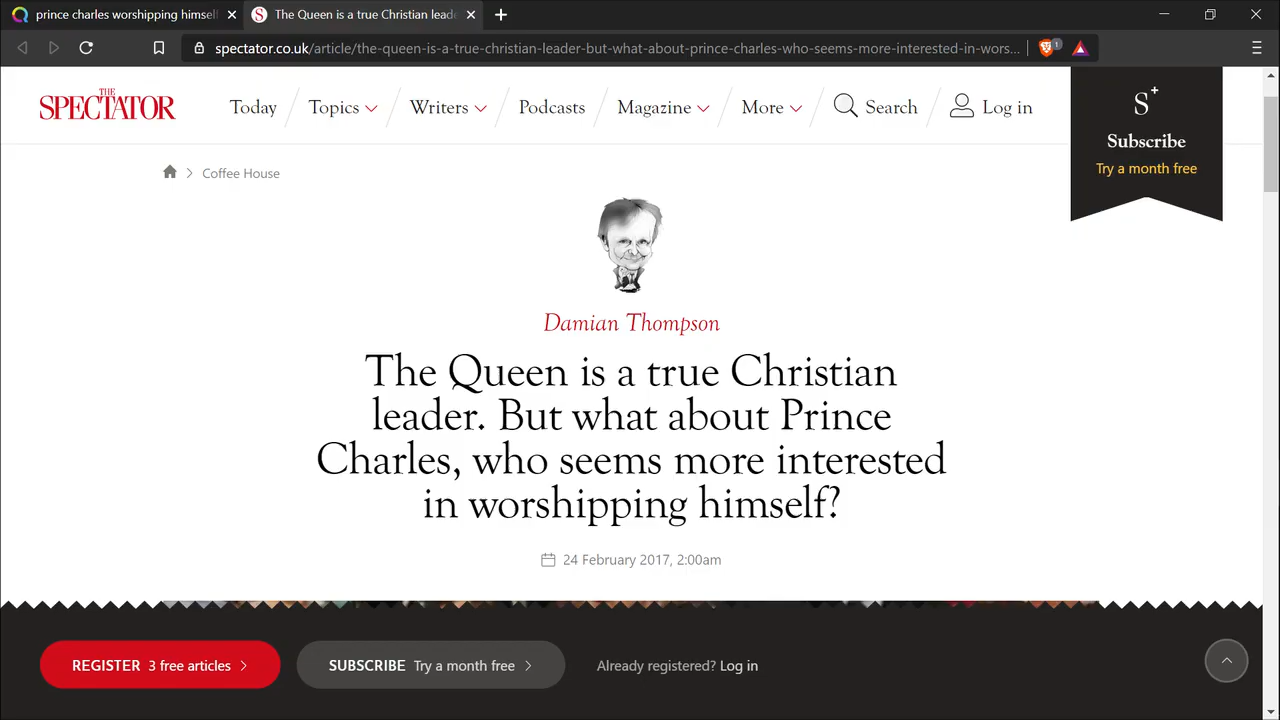 prince charles worshipping himsel
The Queen is a true Christian leade
spectator.co.uk/article/the-queen-is-a-true-christian-leader-but-what-about-prince-charles-who-seems-more-interested-in-wors...
1
THE
SPECTATOR
Today
Topics
Writers
Podcasts
Magazine
More
Search
Log in
S+
Subscribe
Try a month free
Coffee House
Damian Thompson
The Queen is a true Christian
leader. But what about Prince
Charles, who seems more interested
in worshipping himself?
24 February 2017, 2:00am
REGISTER 3 free articles
SUBSCRIBE Try a month free
Already registered? Log in